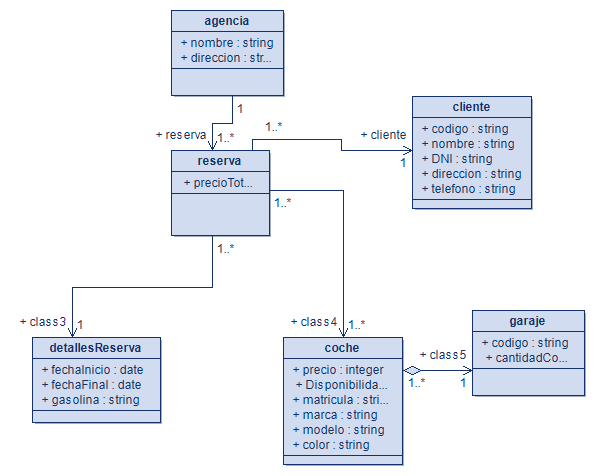 agencia
+ nombre : string
+ direccion : str...
1
+ reserva
1..*
reserva
+ precioTot...
1..*
+ cliente
1
cliente
+ codigo : string
+ nombre : string
+ DNI : string
+ direccion : string
+ telefono : string
1..*
1..*
+ class3
1
detallesReserva
+ fechaInicio : date
+ fechaFinal : date
+ gasolina : string
+ class4
1..*
coche
+ precio : integer
+ Disponibilida...
+ matricula : stri...
+ marca : string
+ modelo : string
+ color : string
+ class5
1..*
1
garaje
+ codigo : string
+ cantidadCo...